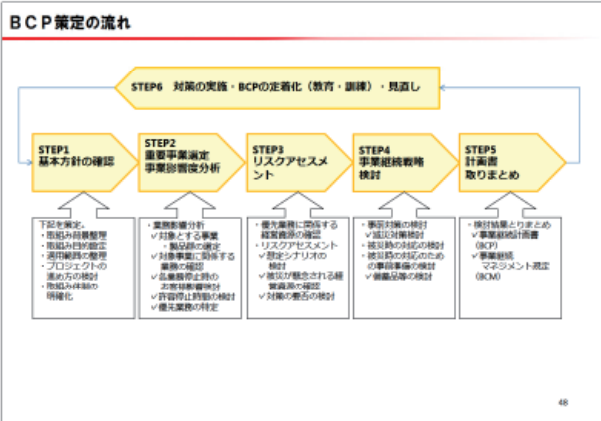 BCP策定の流れ
STEP6 対策の実施・BCPの定着化（教育・訓練）・見直し
STEP1
基本方針の確認
STEP2
重要事業選定
事業影響度分析
STEP3
リスクアセスメ
ント
STEP4
事業継続戦略
検討
STEP5
計画書
取りまとめ
下記を策定。
・取組み背景整理
・取組み目的設定
・適用範囲の整理
・プロジェクトの
進め方の検討
・取組み体制の
明確化
・業務影響分析
✓対象とする事業
・製品群の選定
✓対象事業に関係する
業務の確認
✓各業務停止時の
お客様影響検討
✓許容停止時間の検討
✓優先業務の特定
・優先業務に関係する
経営資源の確認
・リスクアセスメント
✓想定シナリオの
検討
✓被災が懸念される経
営資源の確認
✓対策の要否の検討
・事前対策の検討
✓減災対策検討
・被災時の対応の検討
・被災時の対応のため
の事前準備の検討
✓備蓄品等の検討
・検討結果とりまとめ
✓事業継続計画書
(BCP)
✓事業継続
マネジメント規定
(BCM)
48